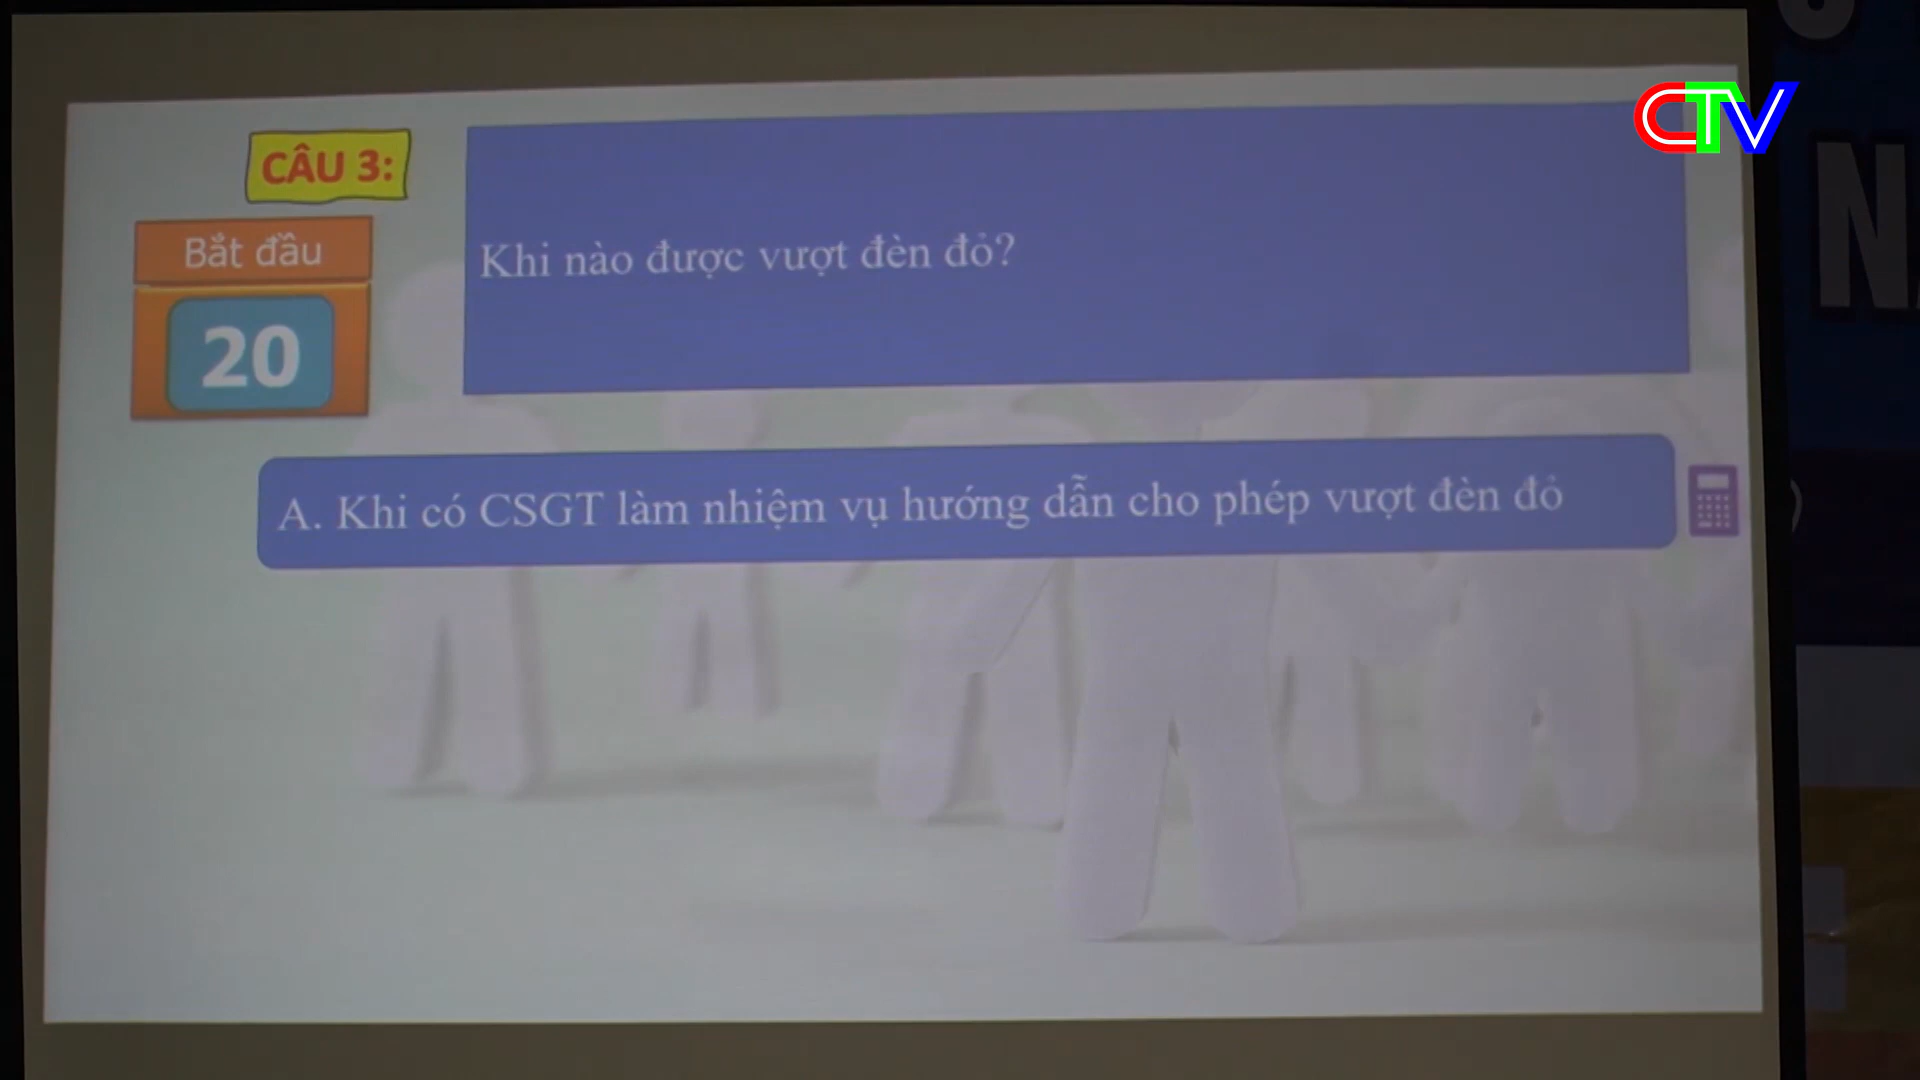 CTV
CÂU 3:
Bắt đầu
20
Khi nào được vượt đèn đỏ?
A. Khi có CSGT làm nhiệm vụ hướng dẫn cho phép vượt đèn đỏ
N